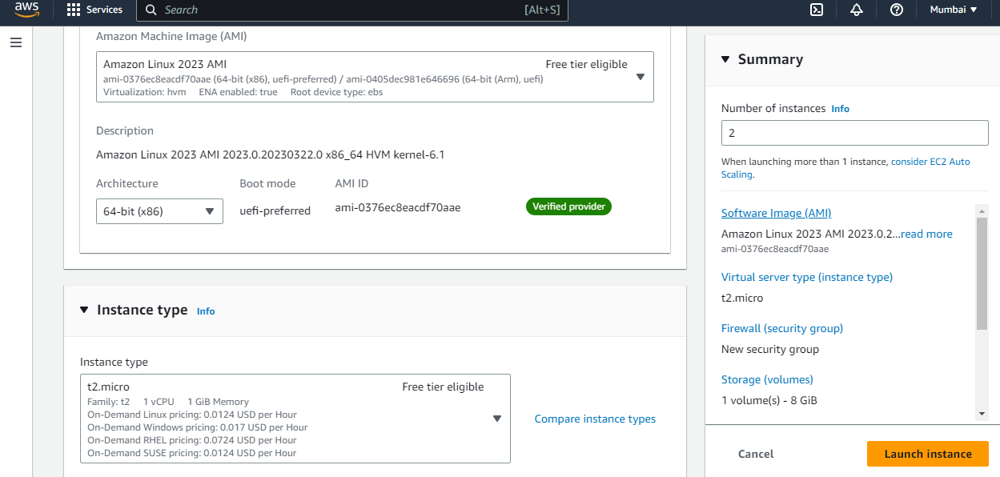 aws Services Search [Alt+S] Mumbai
Amazon Machine Image (AMI)
Amazon Linux 2023 AMI Free tier eligible
ami-0376ec8eacdf70aae (64-bit (x86), uefi-preferred) / ami-0405dec981e646696 (64-bit (Arm), uefi)
Virtualization: hvm ENA enabled: true Root device type: ebs
Description
Amazon Linux 2023 AMI 2023.0.20230322.0 x86_64 HVM kernel-6.1
Architecture Boot mode AMI ID
64-bit (x86) uefi-preferred ami-0376ec8eacdf70aae Verified provider
Instance type Info
Instance type
t2.micro Free tier eligible
Family: t2 1 vCPU 1 GiB Memory
On-Demand Linux pricing: 0.0124 USD per Hour
On-Demand Windows pricing: 0.017 USD per Hour
On-Demand RHEL pricing: 0.0724 USD per Hour
On-Demand SUSE pricing: 0.0124 USD per Hour
Compare instance types
Summary
Number of instances Info
2
When launching more than 1 instance, consider EC2 Auto
Scaling.
Software Image (AMI)
Amazon Linux 2023 AMI 2023.0.2...read more
ami-0376ec8eacdf70aae
Virtual server type (instance type)
t2.micro
Firewall (security group)
New security group
Storage (volumes)
1 volume(s) - 8 GiB
Cancel Launch instance